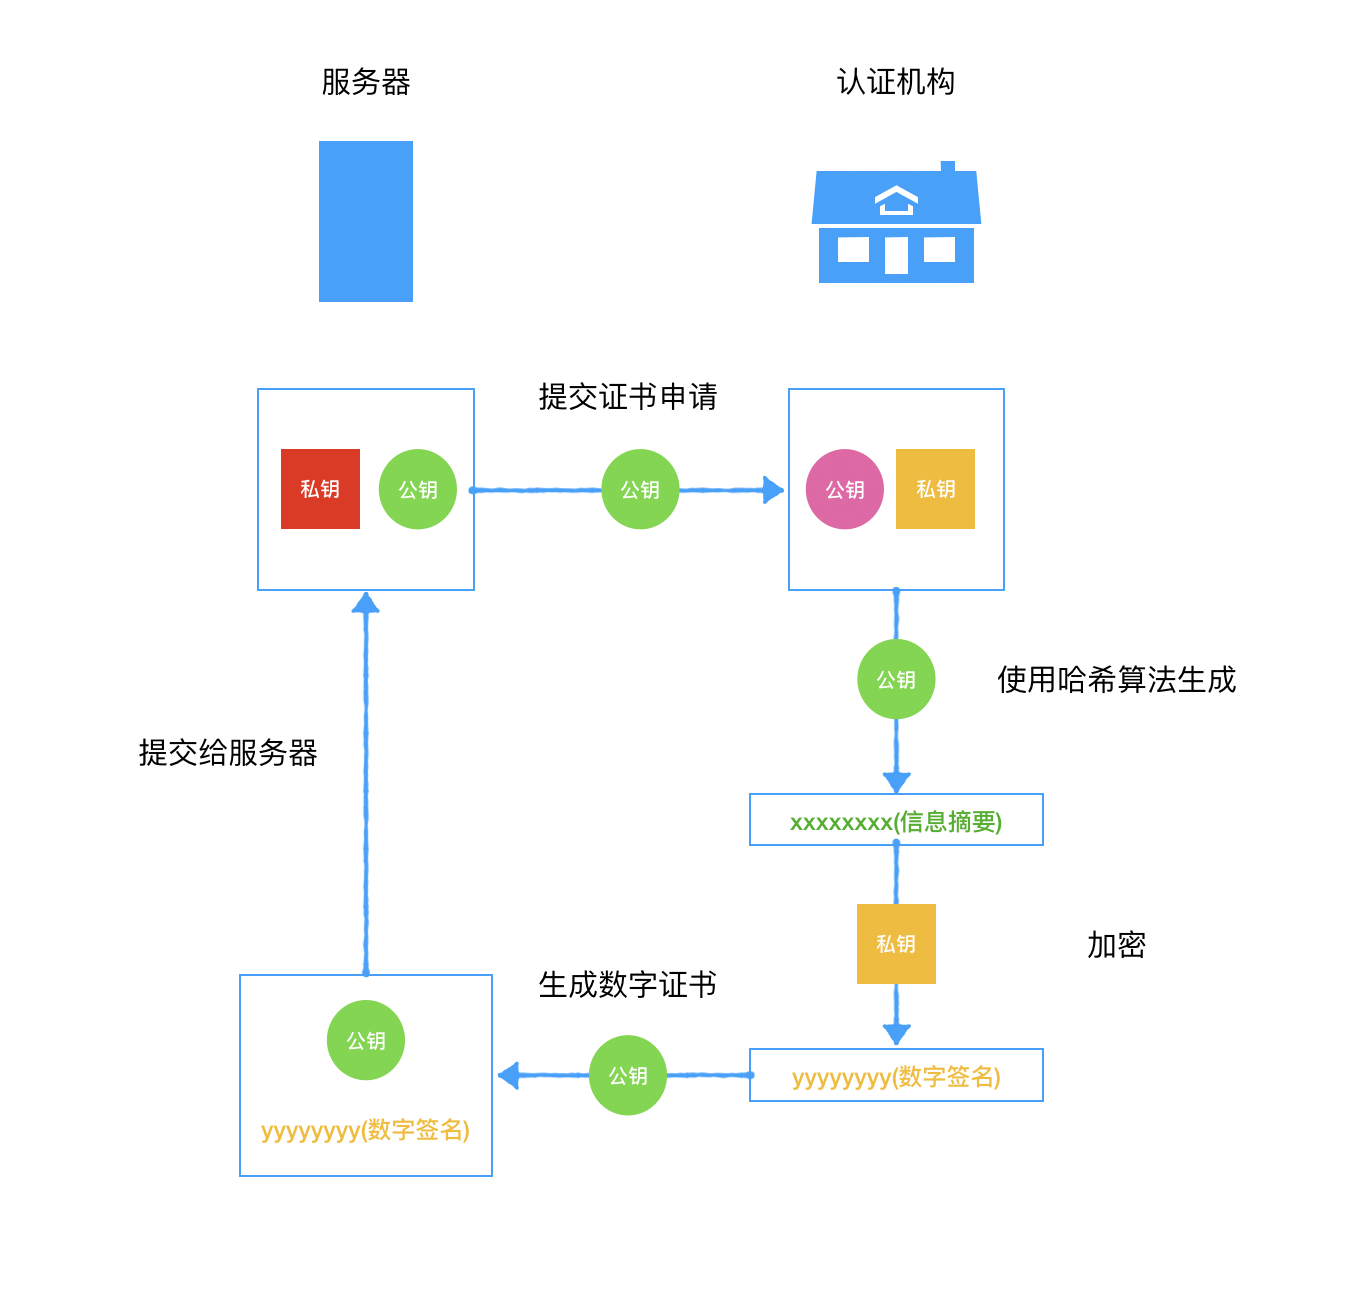 服务器
认证机构
提交证书申请
私钥
公钥
公钥
公钥
私钥
公钥
使用哈希算法生成
提交给服务器
xxxxxxxxx(信息摘要)
私钥
加密
生成数字证书
公钥
公钥
yyyyyyyy(数字签名)
yyyyyyyy(数字签名)